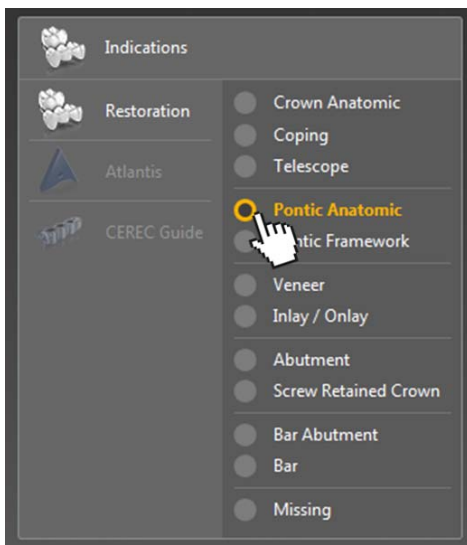 Indications
Restoration
Atlantis
CEREC Guide
Crown Anatomic
Coping
Telescope
Pontic Anatomic
ntic Framework
Veneer
Inlay / Onlay
Abutment
Screw Retained Crown
Bar Abutment
Bar
Missing